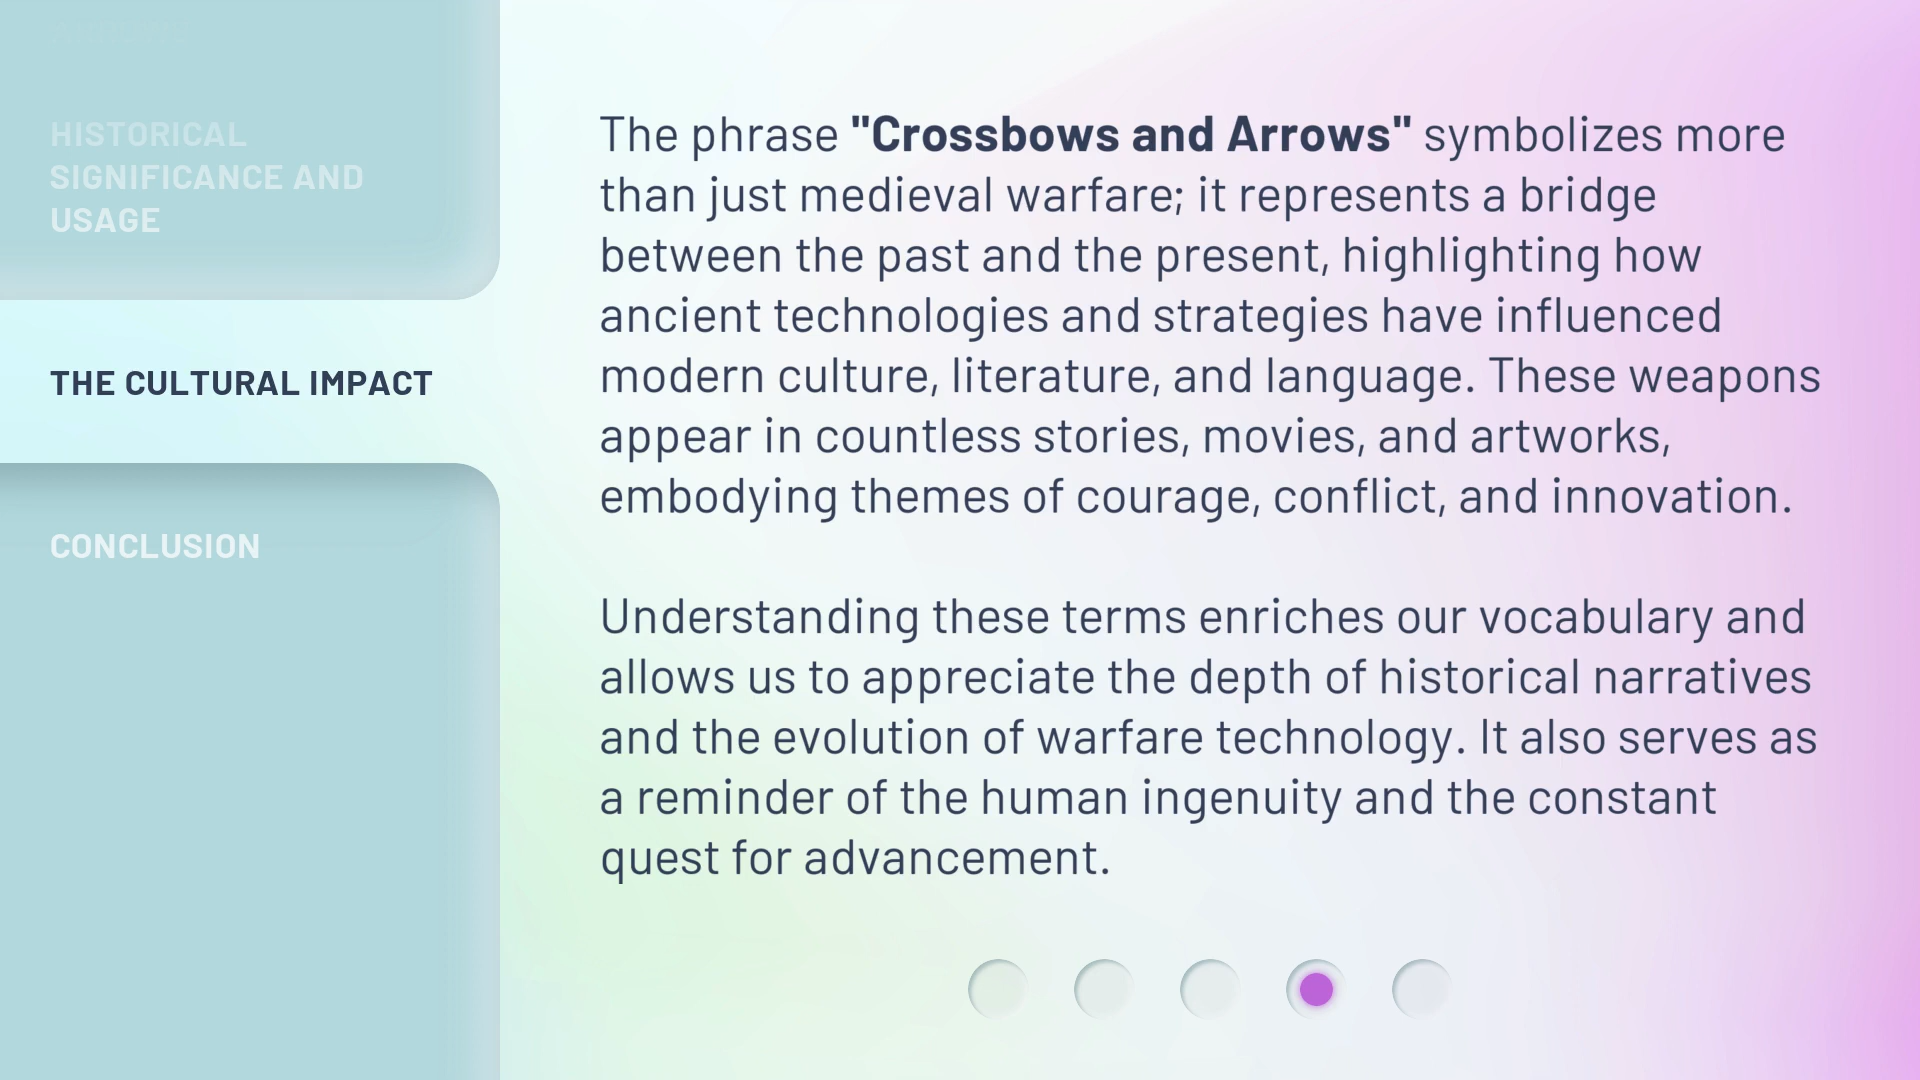 HISTORICAL
SIGNIFICANCE AND
USAGE
THE CULTURAL IMPACT
CONCLUSION
The phrase "Crossbows and Arrows" symbolizes more
than just medieval warfare; it represents a bridge
between the past and the present, highlighting how
ancient technologies and strategies have influenced
modern culture, literature, and language. These weapons
appear in countless stories, movies, and artworks,
embodying themes of courage, conflict, and innovation.
Understanding these terms enriches our vocabulary and
allows us to appreciate the depth of historical narratives
and the evolution of warfare technology. It also serves as
a reminder of the human ingenuity and the constant
quest for advancement.